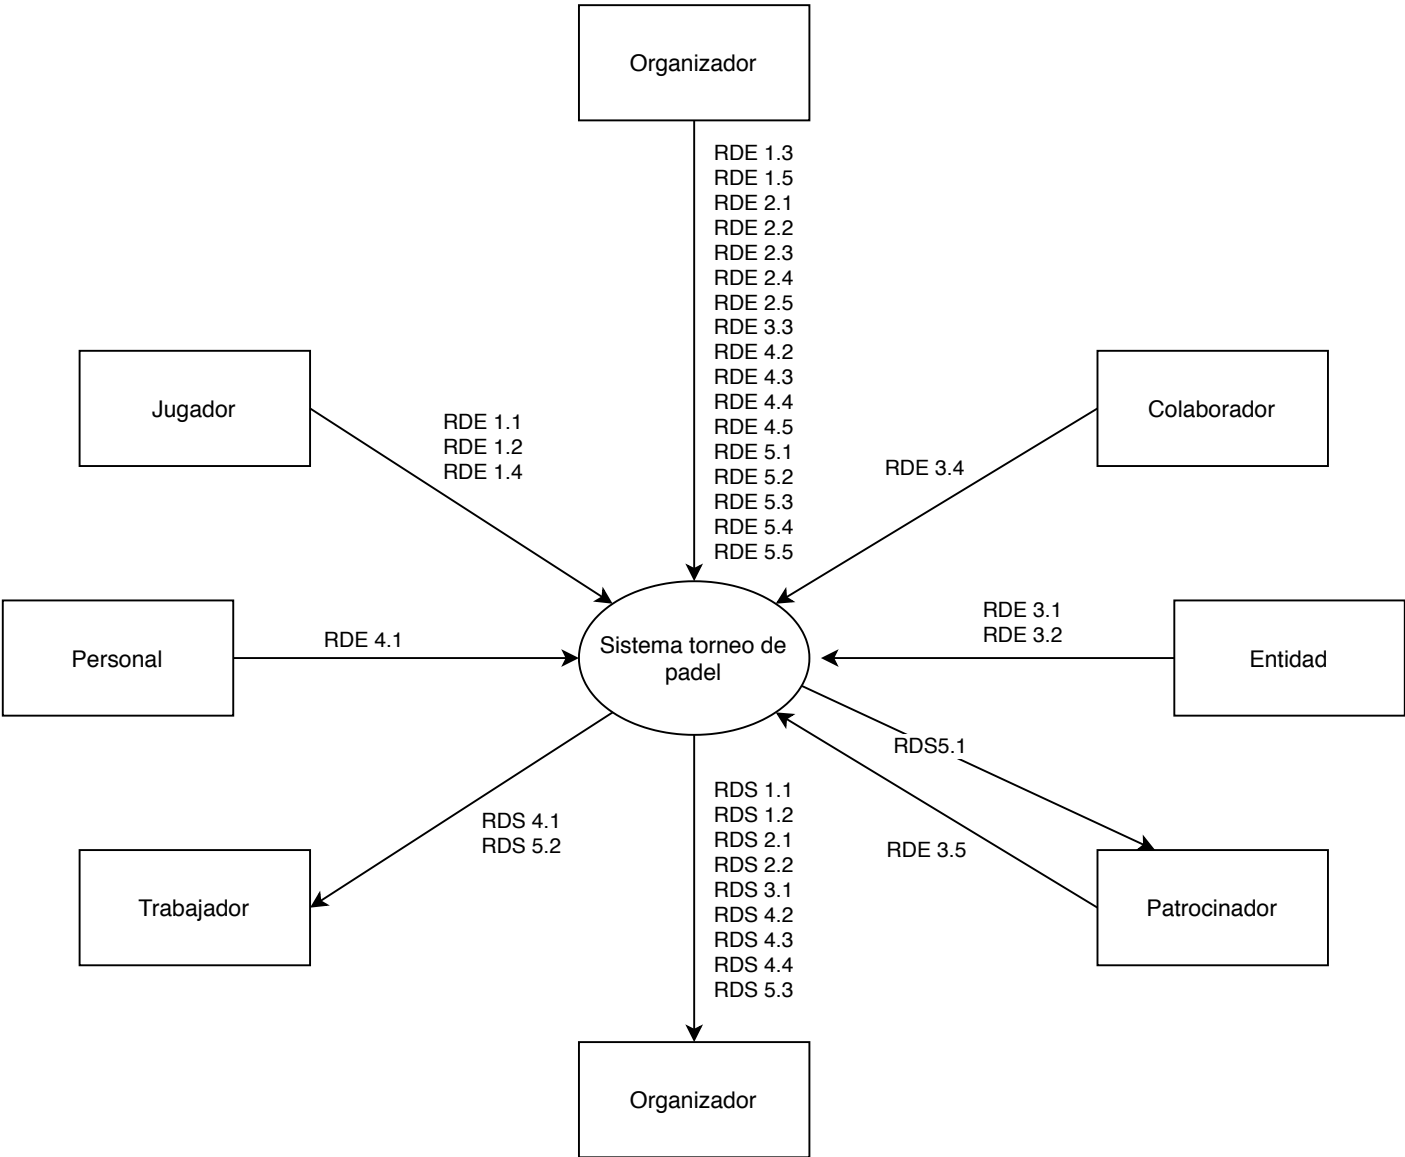 Organizador
RDE 1.3
RDE 1.5
RDE 2.1
RDE 2.2
RDE 2.3
RDE 2.4
RDE 2.5
RDE 3.3
RDE 4.2
RDE 4.3
RDE 4.4
RDE 4.5
RDE 5.1
RDE 5.2
RDE 5.3
RDE 5.4
RDE 5.5
Jugador
RDE 1.1
RDE 1.2
RDE 1.4
Colaborador
RDE 3.4
Personal
RDE 4.1
Sistema torneo de
padel
RDE 3.1
RDE 3.2
Entidad
RDS5.1
RDE 3.5
Patrocinador
RDS 4.1
RDS 5.2
Trabajador
RDS 1.1
RDS 1.2
RDS 2.1
RDS 2.2
RDS 3.1
RDS 4.2
RDS 4.3
RDS 4.4
RDS 5.3
Organizador